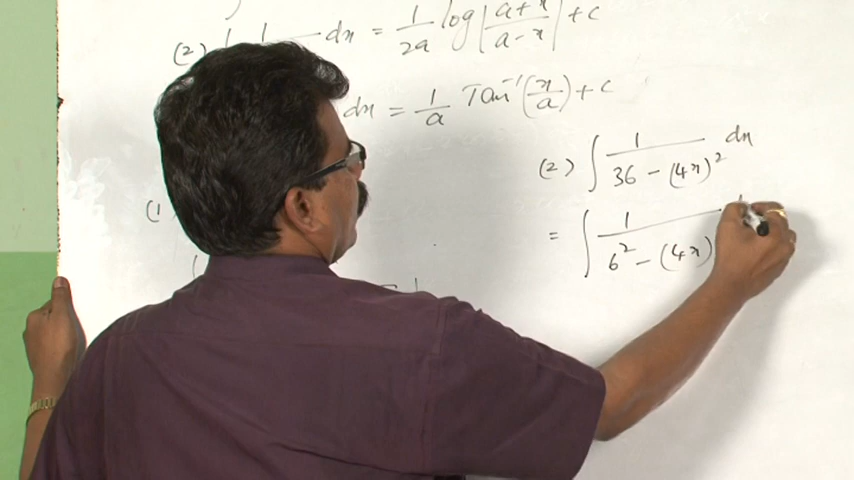 (2) ∫ 1 dx = 1/2a log |a+x/a-x| + c
dx = 1/a Tan⁻¹(x/a) + c
(2) ∫ 1/36 - (4x)² dx
= ∫ 1/6² - (4x)
(1